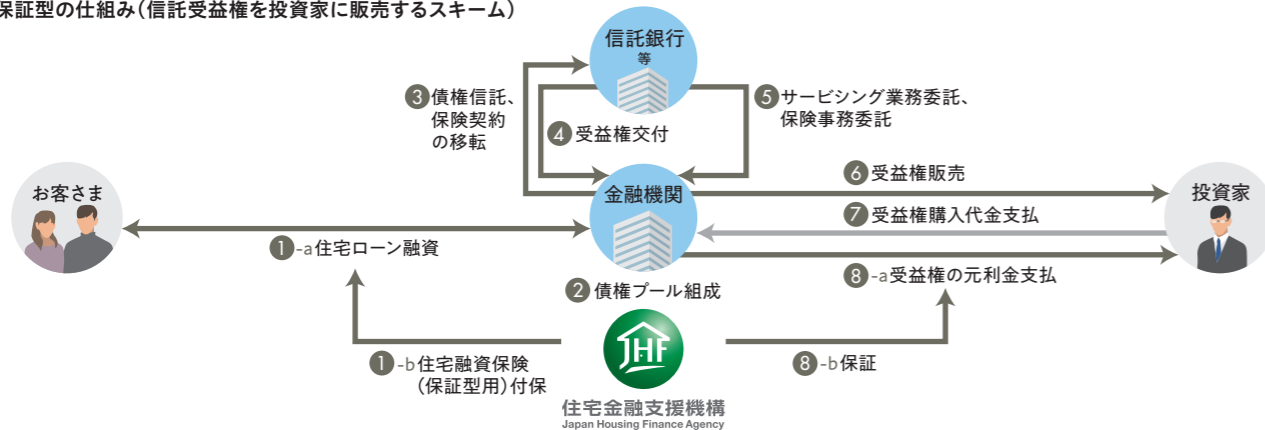 保証型の仕組み（信託受益権を投資家に販売するスキーム）
信託銀行
等
③債権信託、
保険契約
の移転
④受益権交付
⑤サービシング業務委託、
保険事務委託
お客さま
金融機関
投資家
⑥受益権販売
⑦受益権購入代金支払
①-a住宅ローン融資
⑧-a受益権の元利金支払
②債権プール組成
①-b住宅融資保険
（保証型用）付保
JHF
⑧-b保証
住宅金融支援機構
Japan Housing Finance Agency